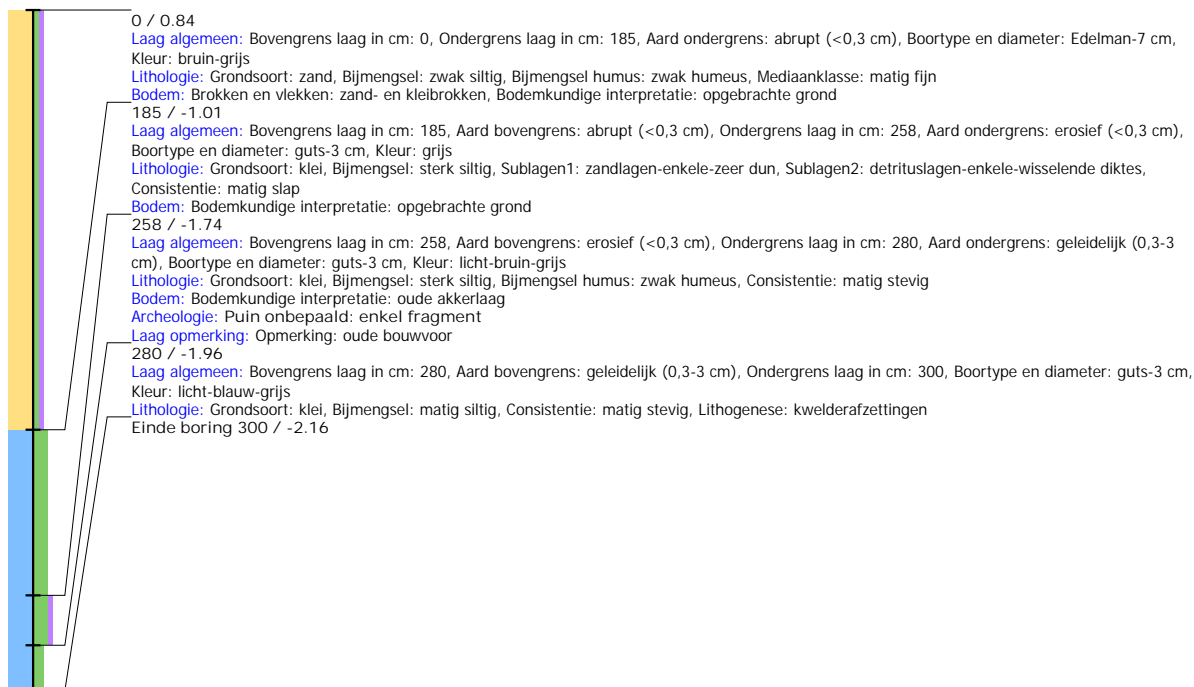 0 / 0.84
Laag algemeen: Bovengrens laag in cm: 0, Ondergrens laag in cm: 185, Aard ondergrens: abrupt (<0,3 cm), Boortype en diameter: Edelman-7 cm,
Kleur: bruin-grijs
Lithologie: Grondsoort: zand, Bijmengsel: zwak siltig, Bijmengsel humus: zwak humeus, Mediaanklasse: matig fijn
Bodem: Brokken en vlekken: zand- en kleibrokken, Bodemkundige interpretatie: opgebrachte grond
185 / -1.01
Laag algemeen: Bovengrens laag in cm: 185, Aard bovengrens: abrupt (<0,3 cm), Ondergrens laag in cm: 258, Aard ondergrens: erosief (<0,3 cm),
Boortype en diameter: guts-3 cm, Kleur: grijs
Lithologie: Grondsoort: klei, Bijmengsel: sterk siltig, Sublagen1: zandlagen-enkele-zeer dun, Sublagen2: detrituslagen-enkele-wisselende diktes,
Consistentie: matig slap
Bodem: Bodemkundige interpretatie: opgebrachte grond
258 / -1.74
Laag algemeen: Bovengrens laag in cm: 258, Aard bovengrens: erosief (<0,3 cm), Ondergrens laag in cm: 280, Aard ondergrens: geleidelijk (0,3-3
cm), Boortype en diameter: guts-3 cm, Kleur: licht-bruin-grijs
Lithologie: Grondsoort: klei, Bijmengsel: sterk siltig, Bijmengsel humus: zwak humeus, Consistentie: matig stevig
Bodem: Bodemkundige interpretatie: oude akkerlaag
Archeologie: Puin onbepaald: enkel fragment
Laag opmerking: Opmerking: oude bouwvoor
280 / -1.96
Laag algemeen: Bovengrens laag in cm: 280, Aard bovengrens: geleidelijk (0,3-3 cm), Ondergrens laag in cm: 300, Boortype en diameter: guts-3 cm,
Kleur: licht-blauw-grijs
Lithologie: Grondsoort: klei, Bijmengsel: matig siltig, Consistentie: matig stevig, Lithogenese: kwelderafzettingen
Einde boring 300 / -2.16